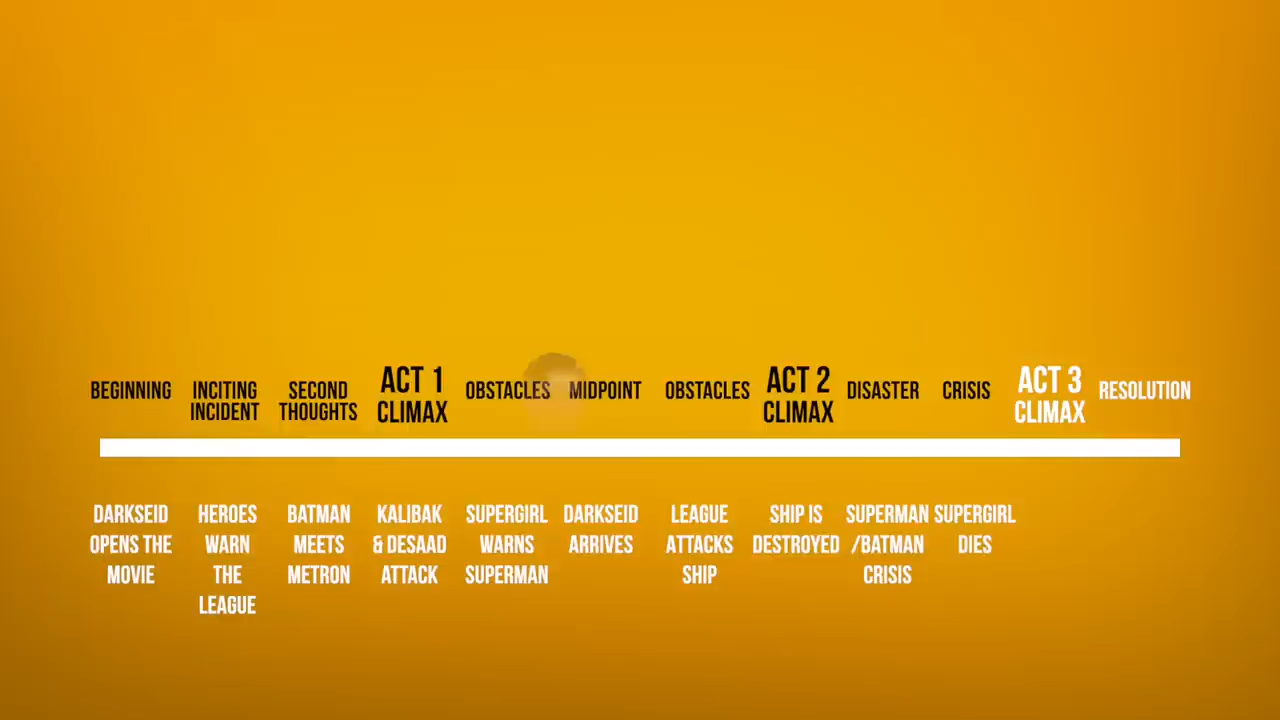 BEGINNING
INCITING
INCIDENT
SECOND
THOUGHTS
ACT 1
CLIMAX
OBSTACLES
MIDPOINT
OBSTACLES
ACT 2
CLIMAX
DISASTER
CRISIS
ACT 3
CLIMAX
RESOLUTION
DARKSEID
OPENS THE
MOVIE
HEROES
WARN
THE
LEAGUE
BATMAN
MEETS
METRON
KALIBAK
& DESAAD
ATTACK
SUPERGIRL
WARNS
SUPERMAN
DARKSEID
ARRIVES
LEAGUE
ATTACKS
SHIP
SHIP IS
DESTROYED
SUPERMAN
/BATMAN
CRISIS
SUPERGIRL
DIES